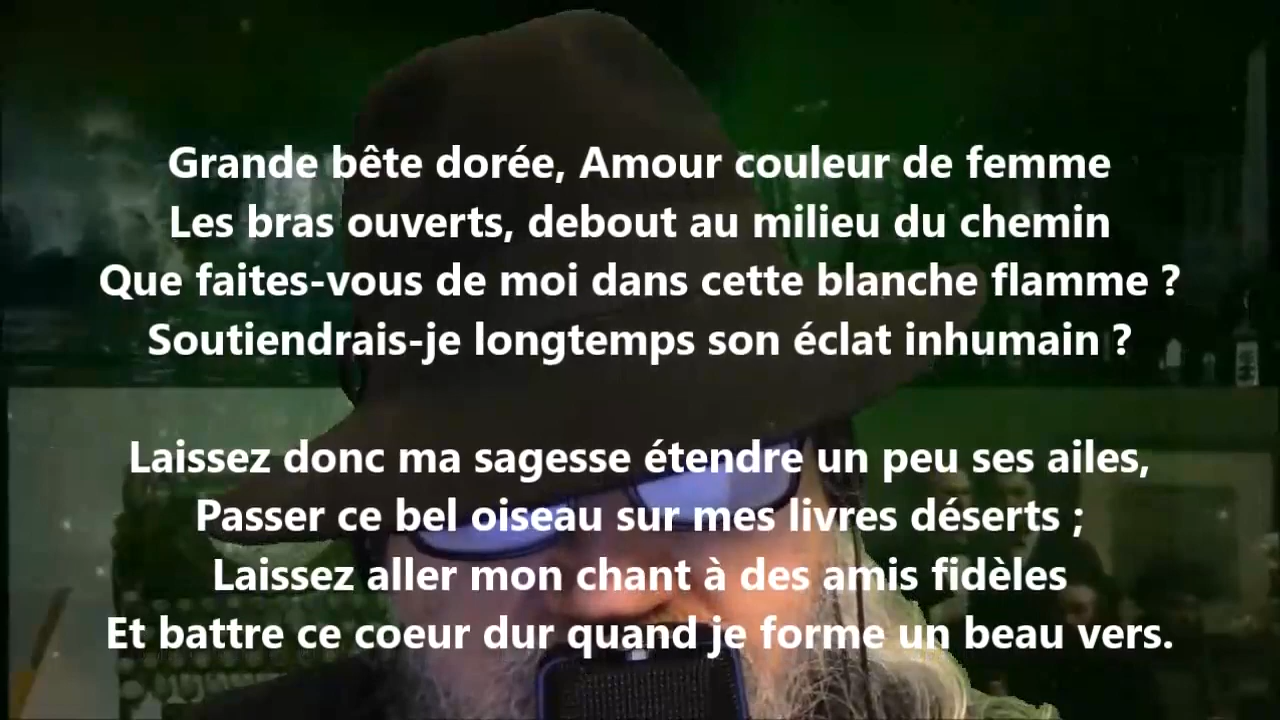 Grande bête dorée, Amour couleur de femme
Les bras ouverts, debout au milieu du chemin
Que faites-vous de moi dans cette blanche flamme ?
Soutiendrais-je longtemps son éclat inhumain ?
Laissez donc ma sagesse étendre un peu ses ailes,
Passer ce bel oiseau sur mes livres déserts ;
Laissez aller mon chant à des amis fidèles
Et battre ce coeur dur quand je forme un beau vers.